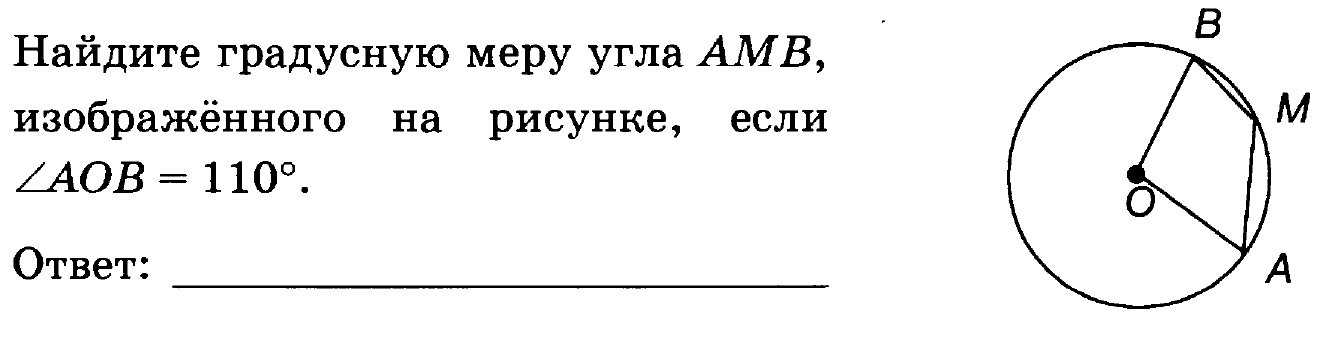 Найдите градусную меру угла AMB,
изображённого на рисунке, если
∠AOB = 110°.
Ответ:
B
M
O
A